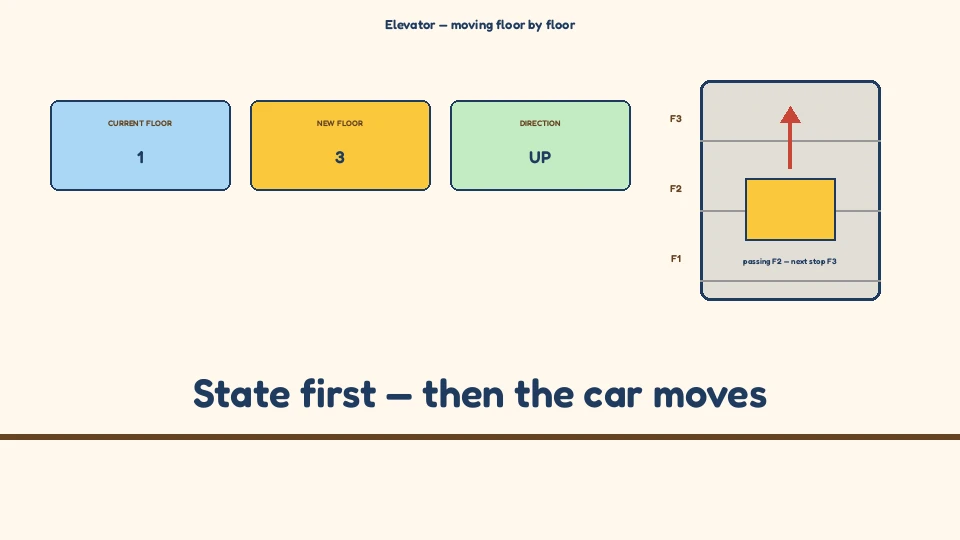 Elevator — moving floor by floor
CURRENT FLOOR
1
NEW FLOOR
3
DIRECTION
UP
F3
F2
F1
passing F2 — next stop F3
State first — then the car moves